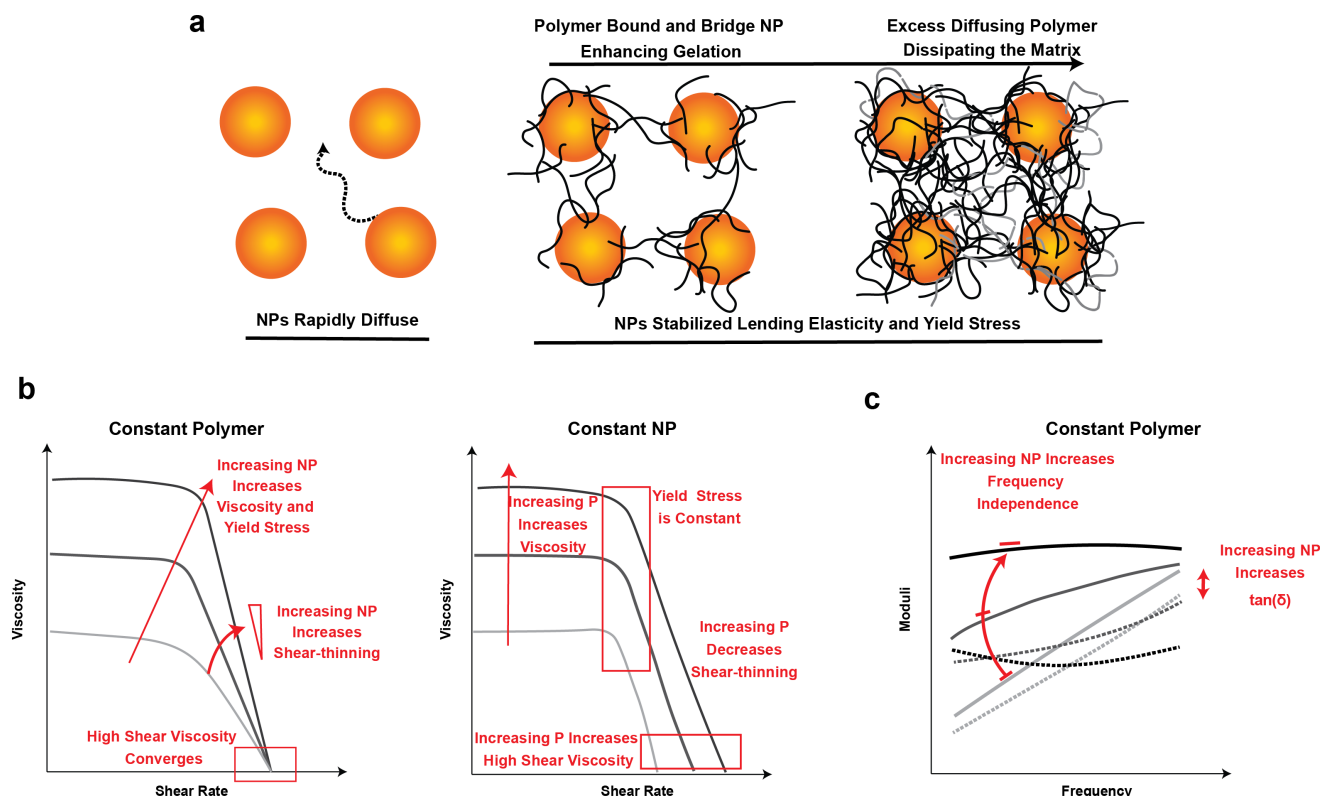 a
Polymer Bound and Bridge NP
Enhancing Gelation
Excess Diffusing Polymer
Dissipating the Matrix
NPs Rapidly Diffuse
NPs Stabilized Lending Elasticity and Yield Stress
b
Constant Polymer
Increasing NP
Increases
Viscosity and
Yield Stress
Increasing NP
Increases
Shear-thinning
High Shear Viscosity
Converges
Viscosity
Shear Rate
Constant NP
Increasing P
Increases
Viscosity
Yield Stress
is Constant
Increasing P
Decreases
Shear-thinning
Increasing P Increases
High Shear Viscosity
Viscosity
Shear Rate
c
Constant Polymer
Increasing NP Increases
Frequency
Independence
Increasing NP
Increases
tan(δ)
Moduli
Frequency